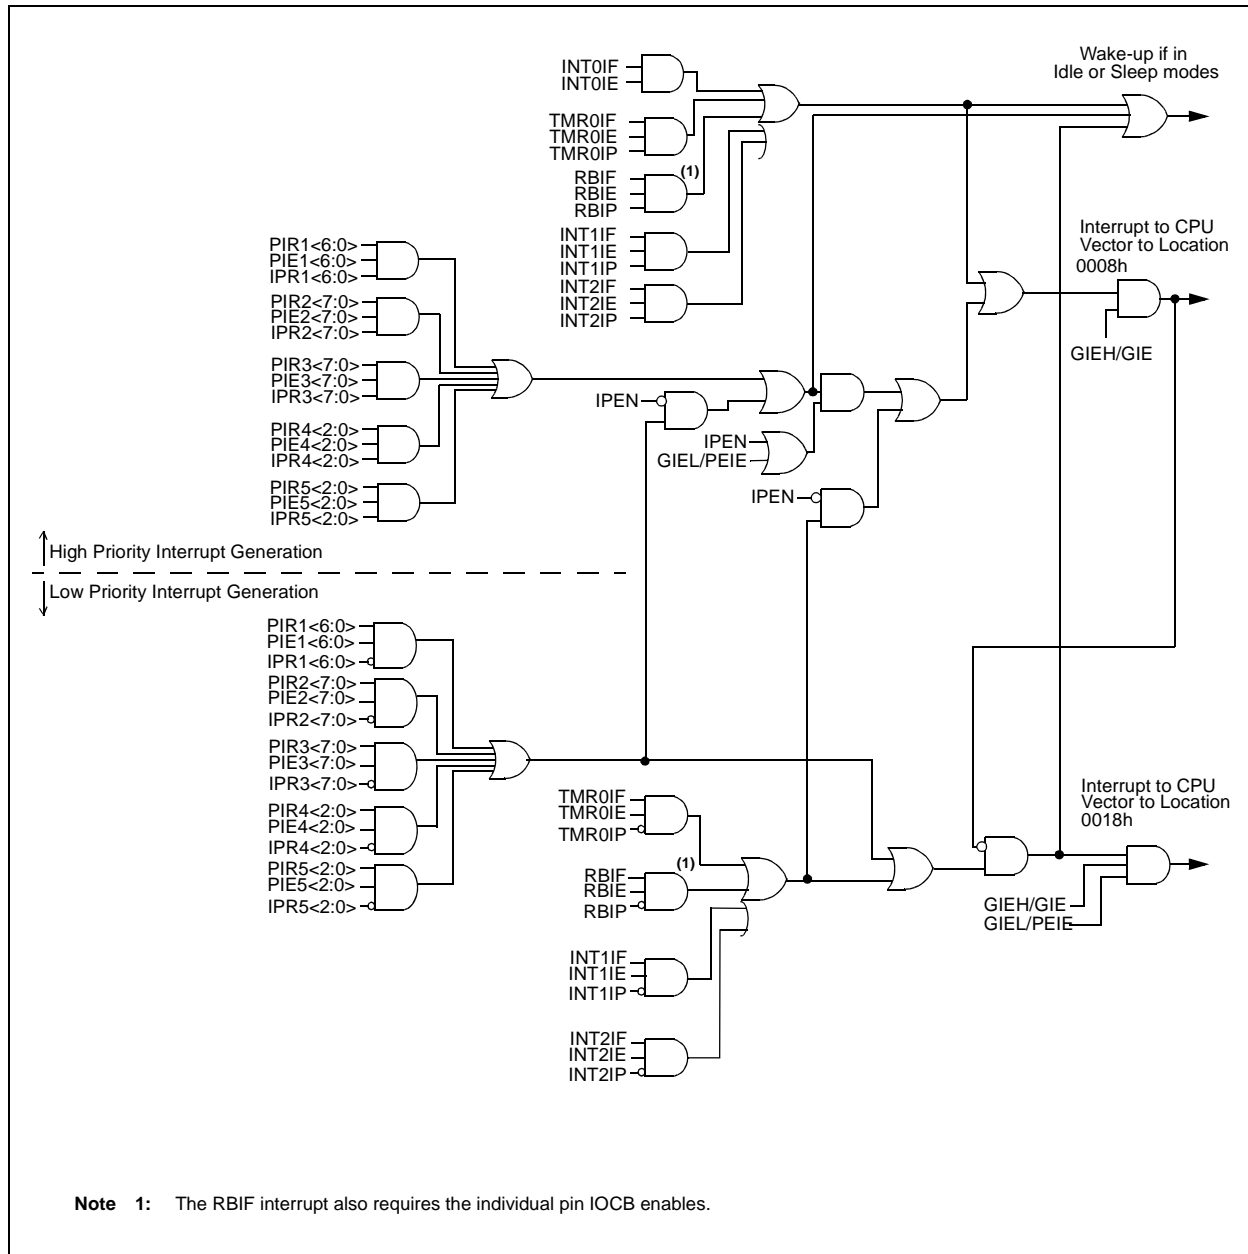 INT0IF
INT0IE
TMR0IF
TMR0IE
TMR0IP
(1)
RBIF
RBIE
RBIP
INT1IF
INT1IE
INT1IP
INT2IF
INT2IE
INT2IP
Wake-up if in
Idle or Sleep modes
Interrupt to CPU
Vector to Location
0008h
GIEH/GIE
PIR1<6:0>
PIE1<6:0>
IPR1<6:0>
PIR2<7:0>
PIE2<7:0>
IPR2<7:0>
PIR3<7:0>
PIE3<7:0>
IPR3<7:0>
PIR4<2:0>
PIE4<2:0>
IPR4<2:0>
PIR5<2:0>
PIE5<2:0>
IPR5<2:0>
IPEN
IPEN
GIEL/PEIE
IPEN
High Priority Interrupt Generation
Low Priority Interrupt Generation
PIR1<6:0>
PIE1<6:0>
IPR1<6:0>
PIR2<7:0>
PIE2<7:0>
IPR2<7:0>
PIR3<7:0>
PIE3<7:0>
IPR3<7:0>
PIR4<2:0>
PIE4<2:0>
IPR4<2:0>
PIR5<2:0>
PIE5<2:0>
IPR5<2:0>
TMR0IF
TMR0IE
TMR0IP
(1)
RBIF
RBIE
RBIP
INT1IF
INT1IE
INT1IP
INT2IF
INT2IE
INT2IP
Interrupt to CPU
Vector to Location
0018h
GIEH/GIE
GIEL/PEIE
Note 1: The RBIF interrupt also requires the individual pin IOCB enables.